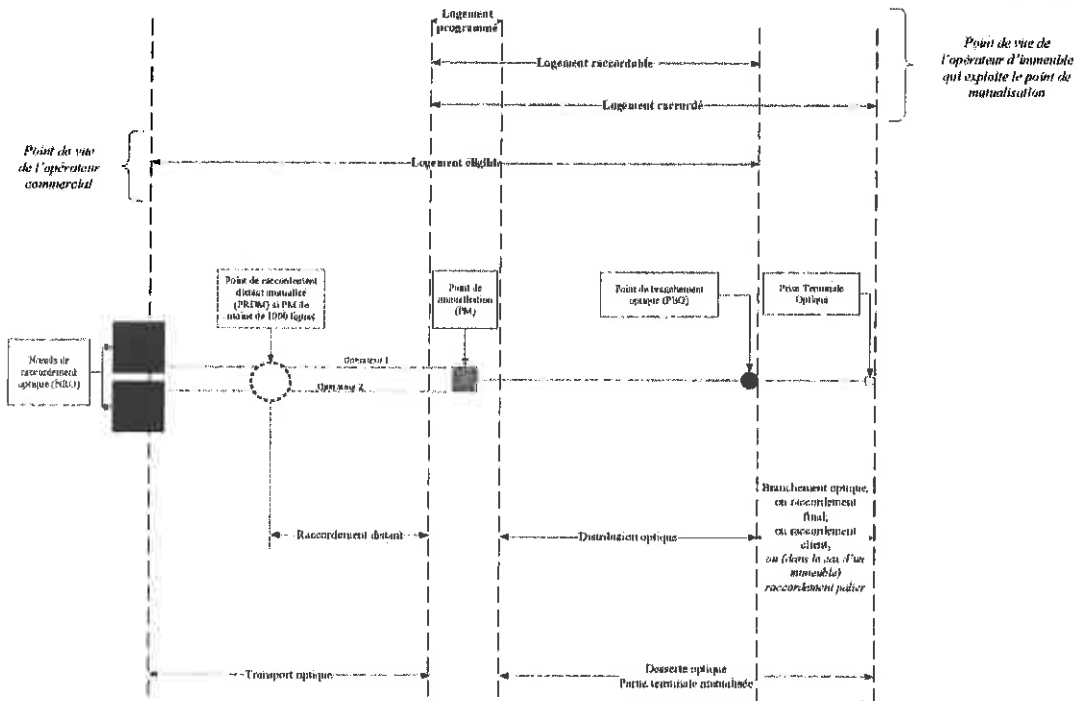 Logement
programmé
Logement raccordable
Point de vue de
l'opérateur d'immeuble
qui exploite le point de
mutualisation
Logement raccordé
Point de vue
de l'opérateur
commercial
Logement éligible
Point de raccordement
distant mutualisé
(PRDM) si PM de
moins de 1000 lignes
Point de
mutualisation
(PM)
Point de branchement
optique (PBO)
Prise Terminale
Optique
Nœuds de
raccordement
optique (NRO)
Opérateur 1
Opérateur 2
Branchement optique,
ou raccordement
final,
ou raccordement
client,
ou (dans le cas d'un
immeuble)
raccordement palier
Raccordement distant
Distribution optique
Transport optique
Desserte optique
Partie terminale mutualisée